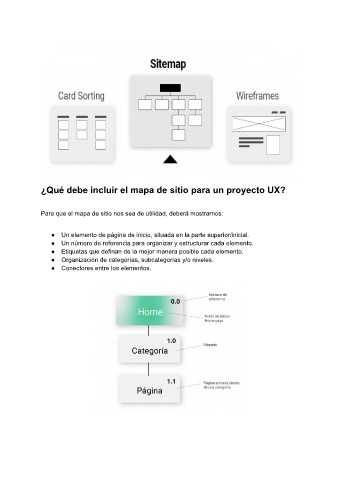 Sitemap
Card Sorting
Wireframes
¿Qué debe incluir el mapa de sitio para un proyecto UX?
Para que el mapa de sitio nos sea de utilidad, deberá mostrarnos:
● Un elemento de página de inicio, situada en la parte superior/inicial.
● Un número de referencia para organizar y estructurar cada elemento.
● Etiquetas que definan de la mejor manera posible cada elemento.
● Organización de categorías, subcategorías y/o niveles.
● Conectores entre los elementos.
0.0
Número de
referencia
Home
Punto de inicio/
Homepage
1.0
Categoría
Etiqueta
1.1
Página
Página anidada dentro
de una categoría